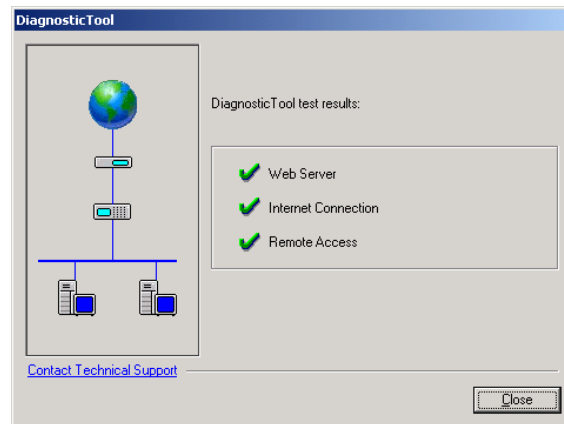 DiagnosticTool
DiagnosticTool test results:
Web Server
Internet Connection
Remote Access
Contact Technical Support
Close